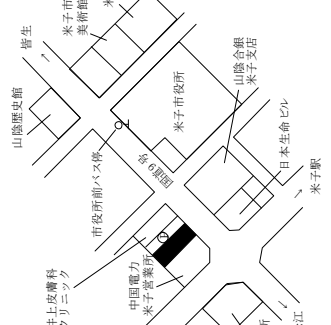 米子市
美術館
皆生
山陰歴史館
米子市役所
山陰合銀
米子支店
日本生命ビル
国道9号
市役所前バス停
米子駅
P
井上皮膚科
クリニック
中国電力
米子営業所
松江
所